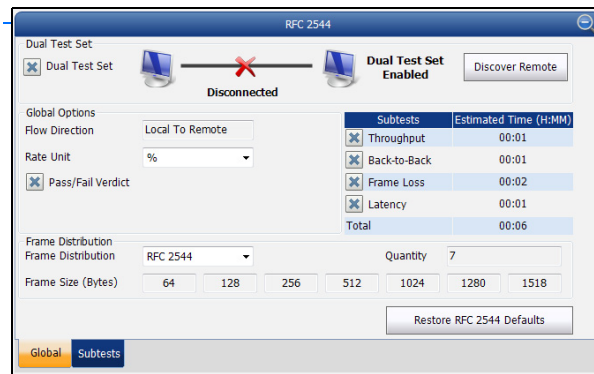 RFC 2544
Dual Test Set
Dual Test Set
Disconnected
Dual Test Set
Enabled
Discover Remote
Global Options
Flow Direction
Local To Remote
Rate Unit
%
Pass/Fail Verdict
Subtests Estimated Time (H:MM)
Throughput 00:01
Back-to-Back 00:01
Frame Loss 00:02
Latency 00:01
Total 00:06
Frame Distribution
Frame Distribution RFC 2544 Quantity 7
Frame Size (Bytes) 64 128 256 512 1024 1280 1518
Restore RFC 2544 Defaults
Global Subtests